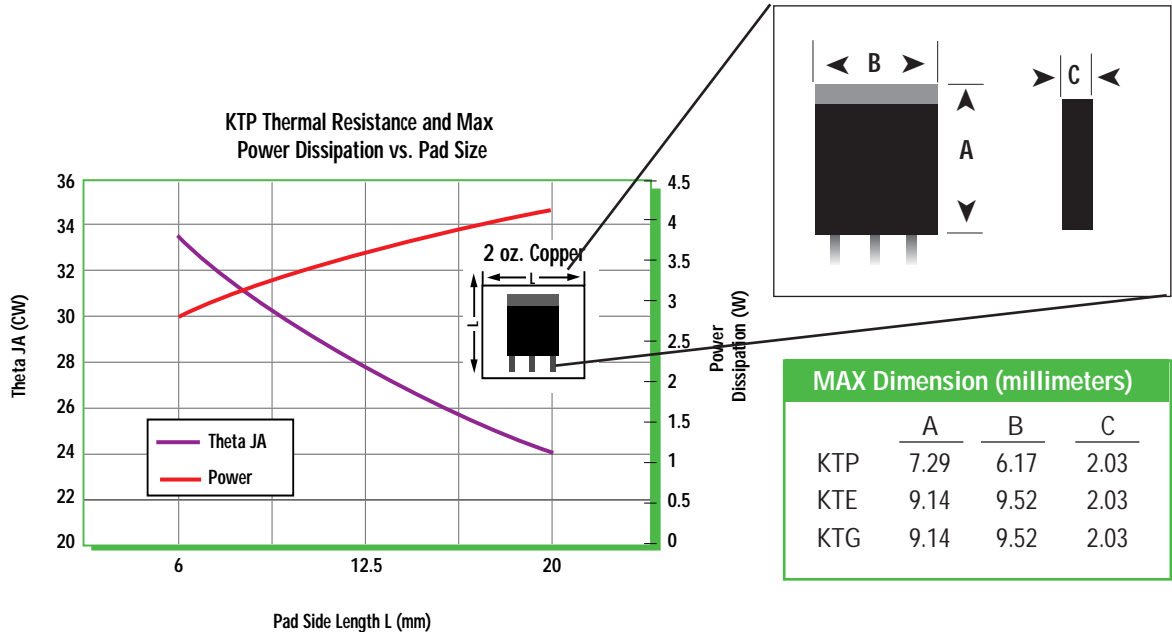 KTP Thermal Resistance and Max
Power Dissipation vs. Pad Size
36
34
32
30
28
26
24
22
20
Theta JA (CW)
4.5
4
3.5
3
2.5
2
1.5
1
0.5
0
Power
Dissipation (W)
6
12.5
20
Pad Side Length L (mm)
Theta JA
Power
2 oz. Copper
L
L
B
A
C
MAX Dimension (millimeters)
A B C
KTP 7.29 6.17 2.03
KTE 9.14 9.52 2.03
KTG 9.14 9.52 2.03